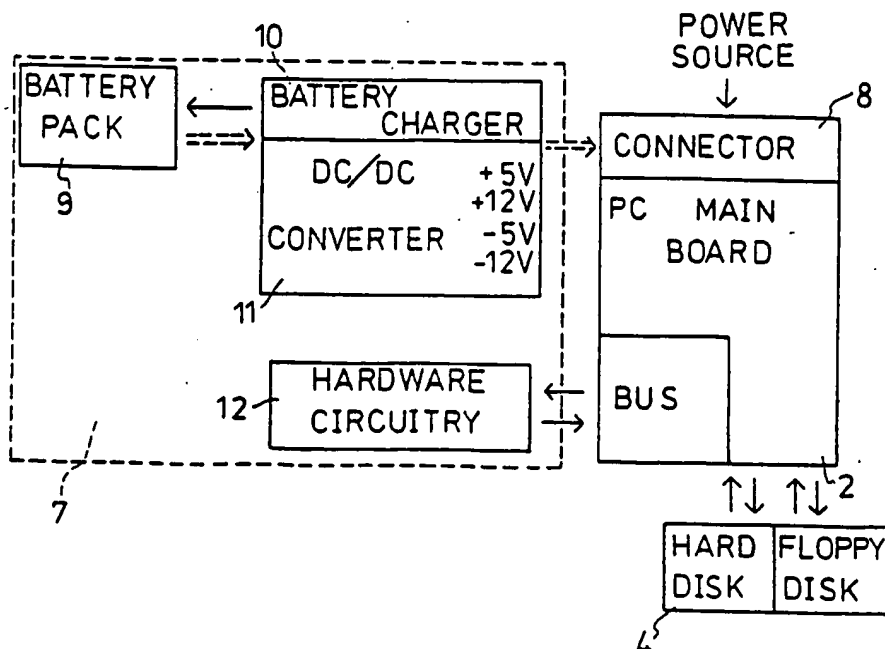 10
POWER
SOURCE
8
BATTERY
PACK
9
BATTERY
CHARGER
DC/DC
+5V
+12V
CONVERTER
-5V
-12V
11
CONNECTOR
PC MAIN
BOARD
BUS
2
12
HARDWARE
CIRCUITRY
7
HARD
DISK
FLOPPY
DISK
4